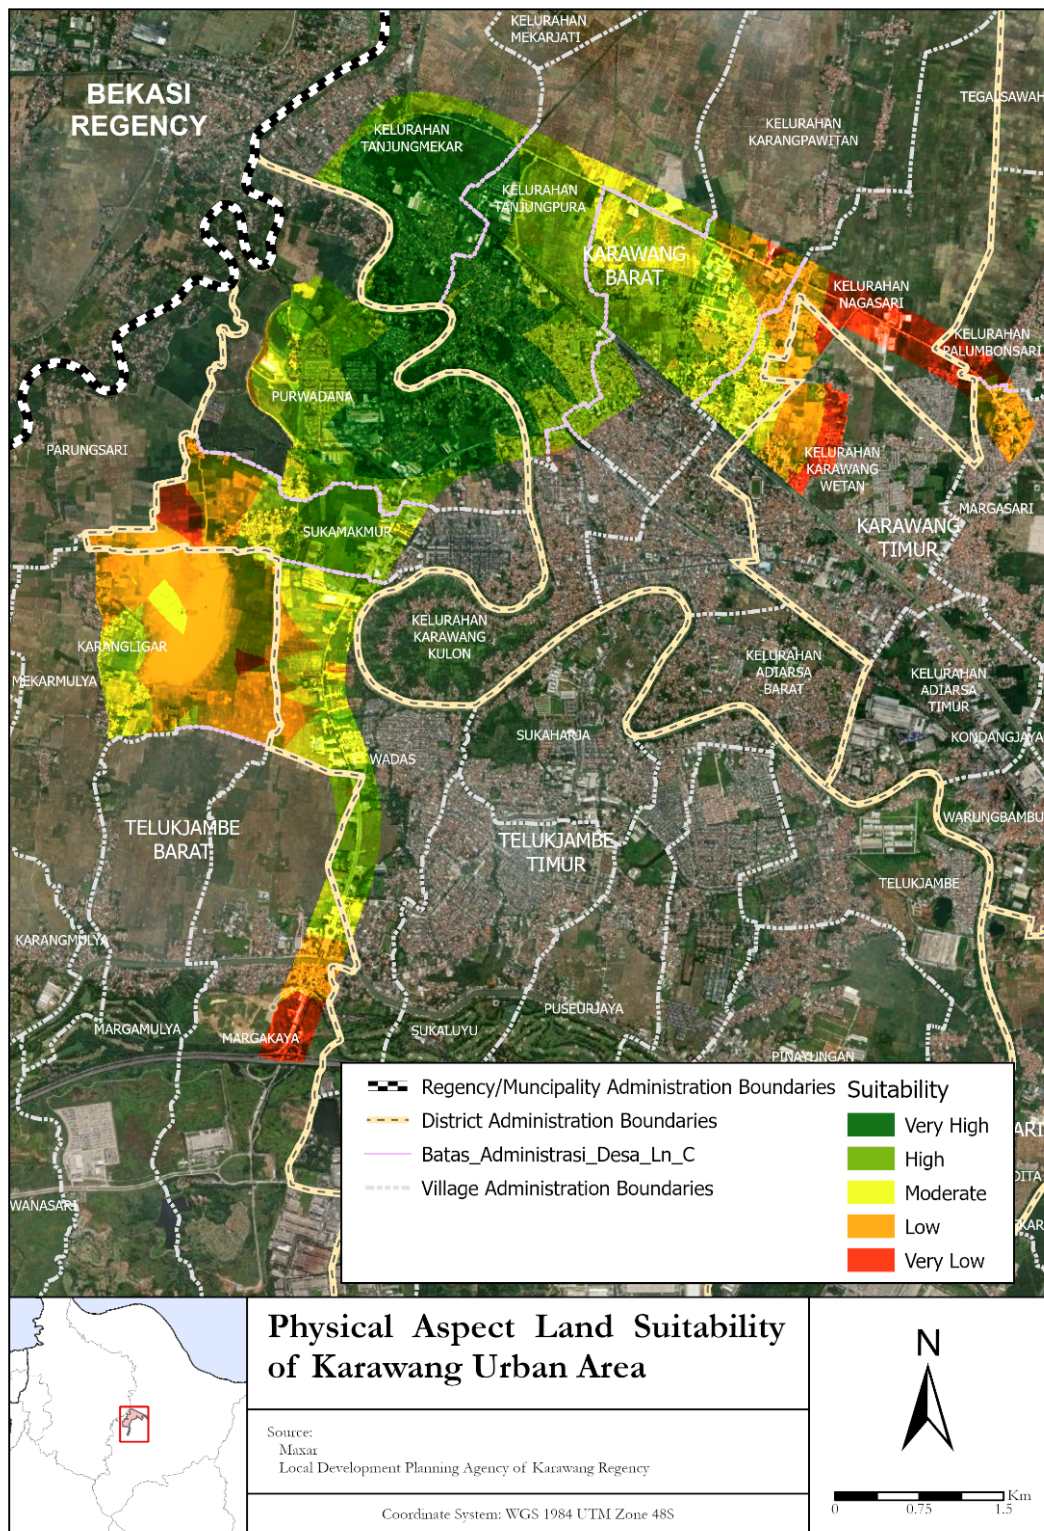 KELURAHAN
MEKARJATI
BEKASI
REGENCY
TEGALSAWAH
KELURAHAN
TANJUNGMEKAR
KELURAHAN
KARANGPAWITAN
KELURAHAN
TANJUNGPURA
KARAWANG
BARAT
KELURAHAN
NAGASARI
KELURAHAN
PALUMBONSARI
PURWADANA
PARUNGSARI
KELURAHAN
KARAWANG
WETAN
MARGASARI
KARAWANG
TIMUR
SUKAMAKMUR
KELURAHAN
KARAWANG
KULON
KARANGLIGAR
MEKARMULYA
KELURAHAN
ADIARSA
BARAT
KELURAHAN
ADIARSA
TIMUR
SUKAHARJA
KONDANGJAYA
WADAS
TELUKJAMBE
BARAT
TELUKJAMBE
TIMUR
WARUNGBAMBU
TELUKJAMBE
KARANGMULYA
PUSEURJAYA
MARGAMULYA
MARGAKAYA
SUKALUYU
PINAYUNGAN
WANASARI
ARI
DITA
KAR
Regency/Muncipality Administration Boundaries
District Administration Boundaries
Batas_Administrasi_Desa_Ln_C
Village Administration Boundaries
Suitability
Very High
High
Moderate
Low
Very Low
Physical Aspect Land Suitability
of Karawang Urban Area
Source:
Maxar
Local Development Planning Agency of Karawang Regency
Coordinate System: WGS 1984 UTM Zone 48S
N
Km
0 0.75 1.5